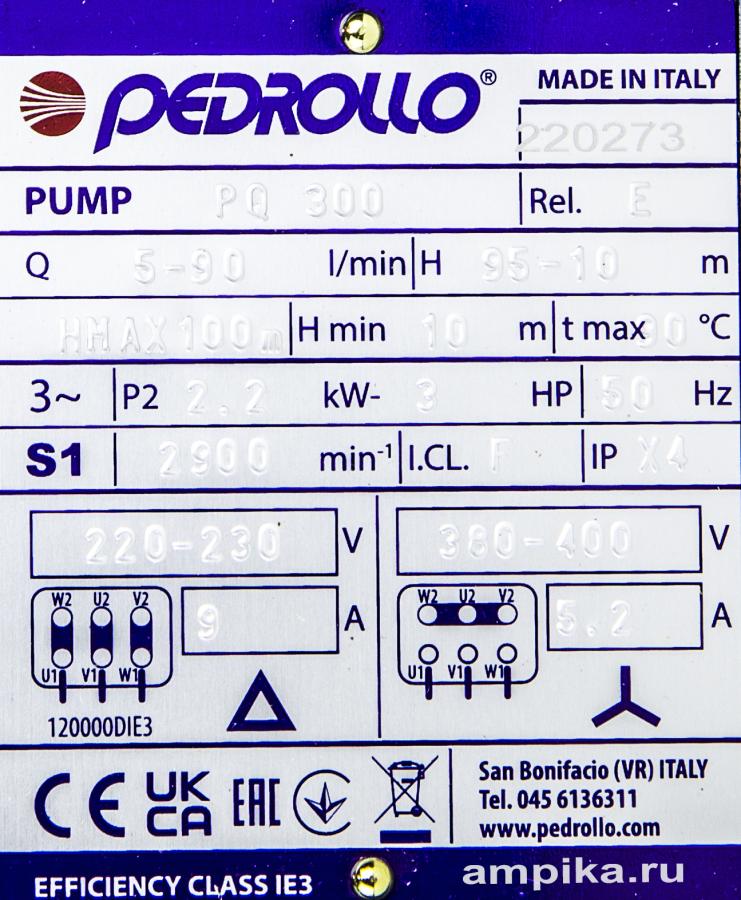 PEDROLLO®
MADE IN ITALY
220273
PUMP PQ 300 Rel. E
Q 5-90 l/min H 95-10 m
HMAX100m H min 10 m t max 90 °C
3~ P2 2.2 kW- 3 HP 50 Hz
S1 2900 min-1 I.CL. F IP X4
220-230 V 380-400 V
W2 U2 V2 9 A W2 U2 V2 5.2 A
U1 V1 W1 U1 V1 W1
120000DIE3
CE UK CA EAC
San Bonifacio (VR) ITALY
Tel. 045 6136311
www.pedrollo.com
EFFICIENCY CLASS IE3
ampika.ru